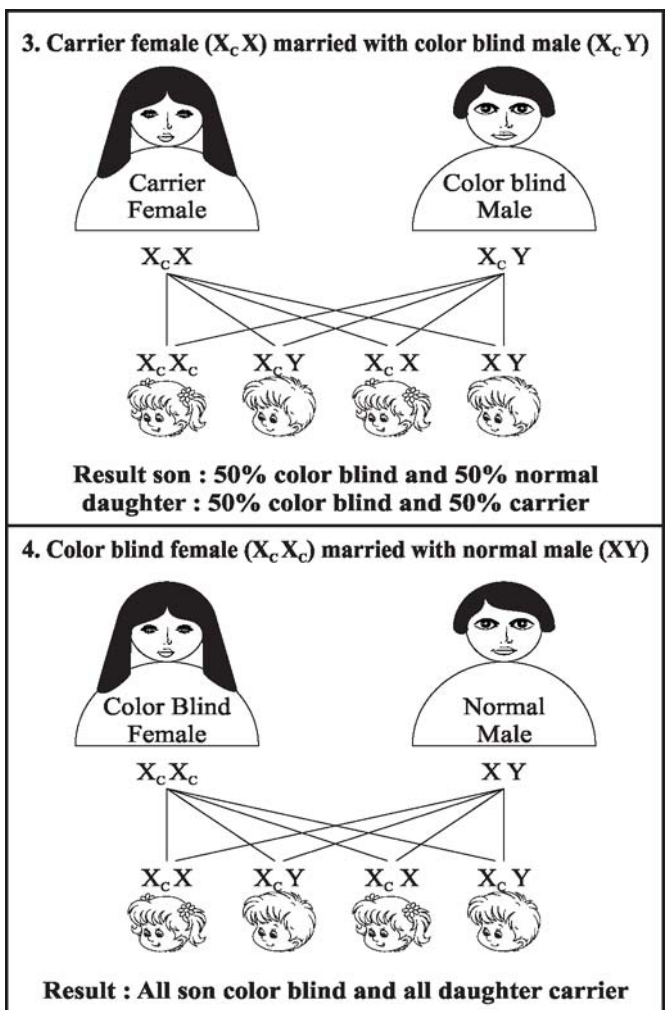 3. Carrier female (XcX) married with color blind male (XcY)
Carrier
Female
Color blind
Male
XcX
XcY
XcXc XcY XcX XY
Result son : 50% color blind and 50% normal
daughter : 50% color blind and 50% carrier
4. Color blind female (XcXc) married with normal male (XY)
Color Blind
Female
Normal
Male
XcXc
XY
XcX XcY XcX XcY
Result : All son color blind and all daughter carrier